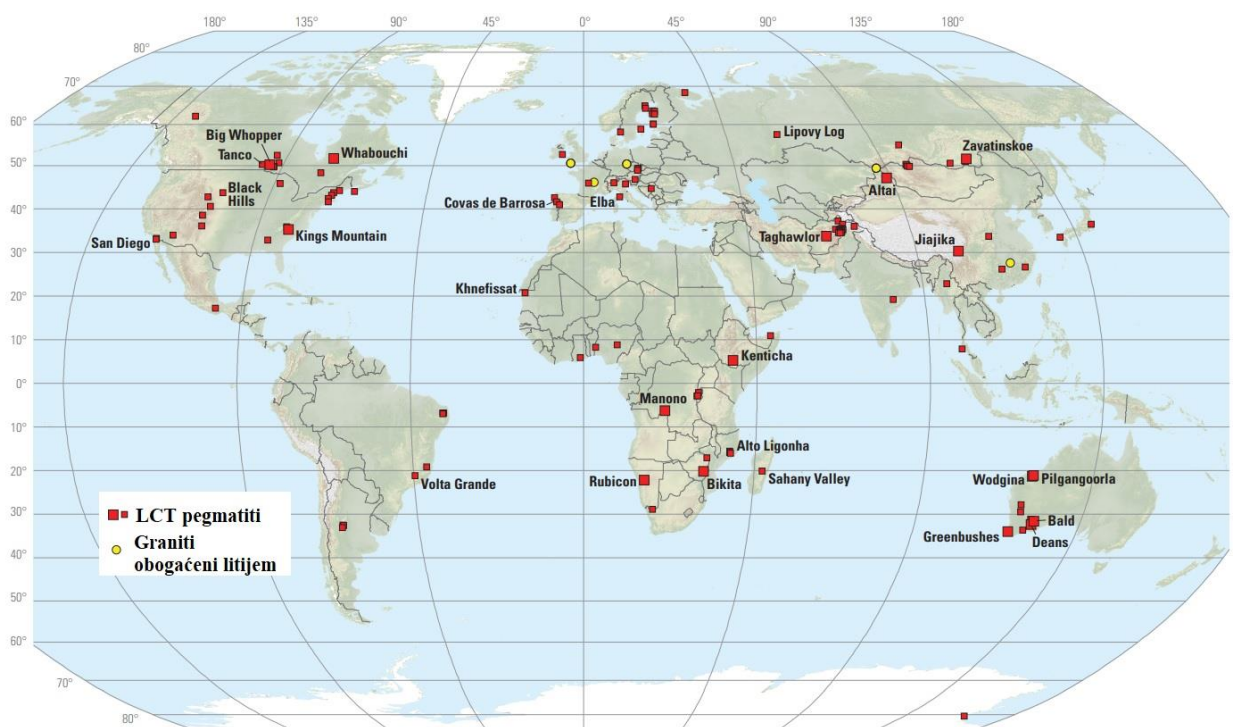 180° 135° 90° 45° 0° 45° 90° 135° 180°
80°
70°
60°
50°
40°
30°
20°
10°
0°
10°
20°
30°
40°
50°
60°
70°
80°
Big Whopper
Tanco
Whabouchi
Black
Hills
San Diego
Kings Mountain
Lipovy Log
Zavatinskoe
Altai
Covas de Barrosa
Elba
Taghawlor
Jiajika
Khnefissat
Kenticha
Manono
Alto Ligonha
Volta Grande
Rubicon
Bikita
Sahany Valley
Wodgina
Pilgangoorla
Greenbushes
Bald
Deans
LCT pegmatiti
Graniti
obogaćeni litijem